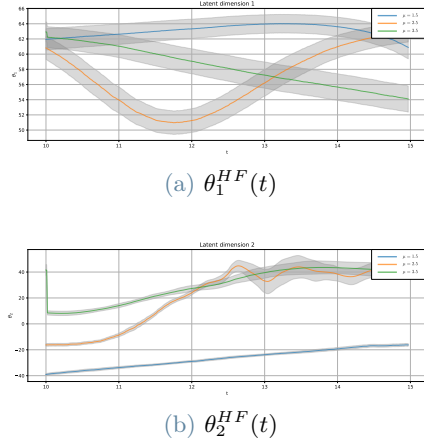 Latent dimension 1
66
64
62
60
58
56
54
52
50
θ₁
10
11
12
13
14
15
t
μ = 1.5
μ = 2.5
μ = 3.5
(a) θ₁^{HF}(t)
Latent dimension 2
60
40
20
0
−20
−40
θ₂
10
11
12
13
14
15
t
μ = 1.5
μ = 2.5
μ = 3.5
(b) θ₂^{HF}(t)